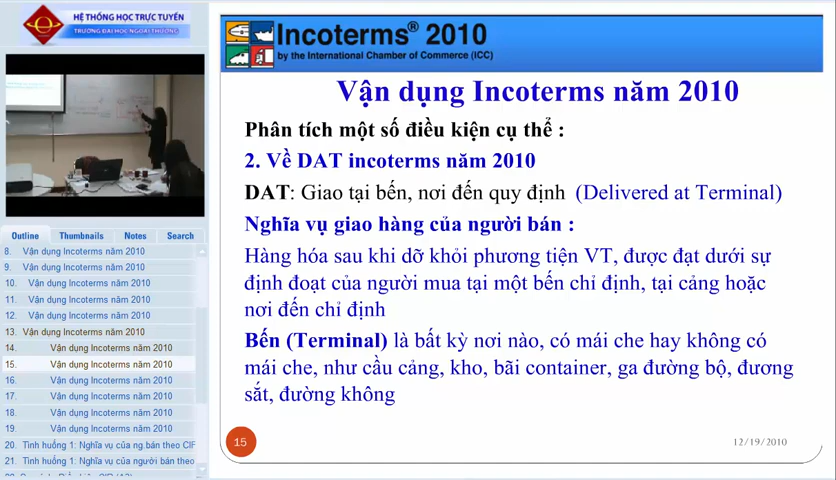 HỆ THỐNG HỌC TRỰC TUYẾN
TRƯỜNG ĐẠI HỌC NGOẠI THƯƠNG
Outline Thumbnails Notes Search
8. Vận dụng Incoterms năm 2010
9. Vận dụng Incoterms năm 2010
10. Vận dụng Incoterms năm 2010
11. Vận dụng Incoterms năm 2010
12. Vận dụng Incoterms năm 2010
13. Vận dụng Incoterms năm 2010
14. Vận dụng Incoterms năm 2010
15. Vận dụng Incoterms năm 2010
16. Vận dụng Incoterms năm 2010
17. Vận dụng Incoterms năm 2010
18. Vận dụng Incoterms năm 2010
19. Vận dụng Incoterms năm 2010
20. Tình huống 1: Nghĩa vụ của ng.bán theo CIF
21. Tình huống 1: Nghĩa vụ của người bán theo
Incoterms® 2010
by the International Chamber of Commerce (ICC)
Vận dụng Incoterms năm 2010
Phân tích một số điều kiện cụ thể :
2. Về DAT incoterms năm 2010
DAT: Giao tại bến, nơi đến quy định (Delivered at Terminal)
Nghĩa vụ giao hàng của người bán :
Hàng hóa sau khi dỡ khỏi phương tiện VT, được đạt dưới sự
định đoạt của người mua tại một bến chỉ định, tại cảng hoặc
nơi đến chỉ định
Bến (Terminal) là bất kỳ nơi nào, có mái che hay không có
mái che, như cầu cảng, kho, bãi container, ga đường bộ, đương
sắt, đường không
15
12/19/2010